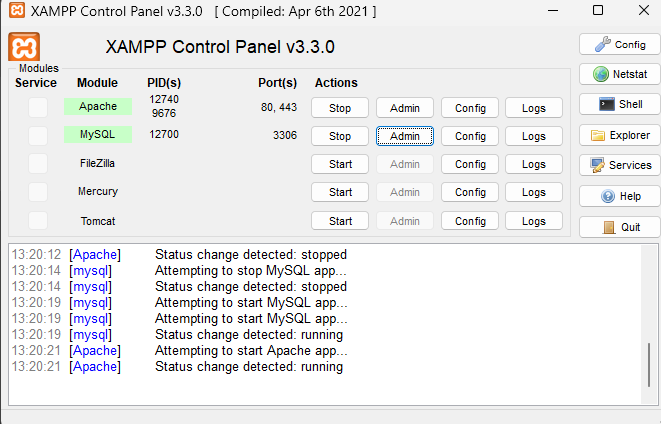 XAMPP Control Panel v3.3.0 [ Compiled: Apr 6th 2021 ]
XAMPP Control Panel v3.3.0
Config
Modules
Service Module PID(s) Port(s) Actions
Netstat
Apache 12740 9676 80, 443 Stop Admin Config Logs
Shell
MySQL 12700 3306 Stop Admin Config Logs
Explorer
FileZilla Start Admin Config Logs
Services
Mercury Start Admin Config Logs
Help
Tomcat Start Admin Config Logs
Quit
13:20:12 [Apache] Status change detected: stopped
13:20:14 [mysql] Attempting to stop MySQL app...
13:20:14 [mysql] Status change detected: stopped
13:20:19 [mysql] Attempting to start MySQL app...
13:20:19 [mysql] Attempting to start MySQL app...
13:20:19 [mysql] Status change detected: running
13:20:21 [Apache] Attempting to start Apache app...
13:20:21 [Apache] Status change detected: running